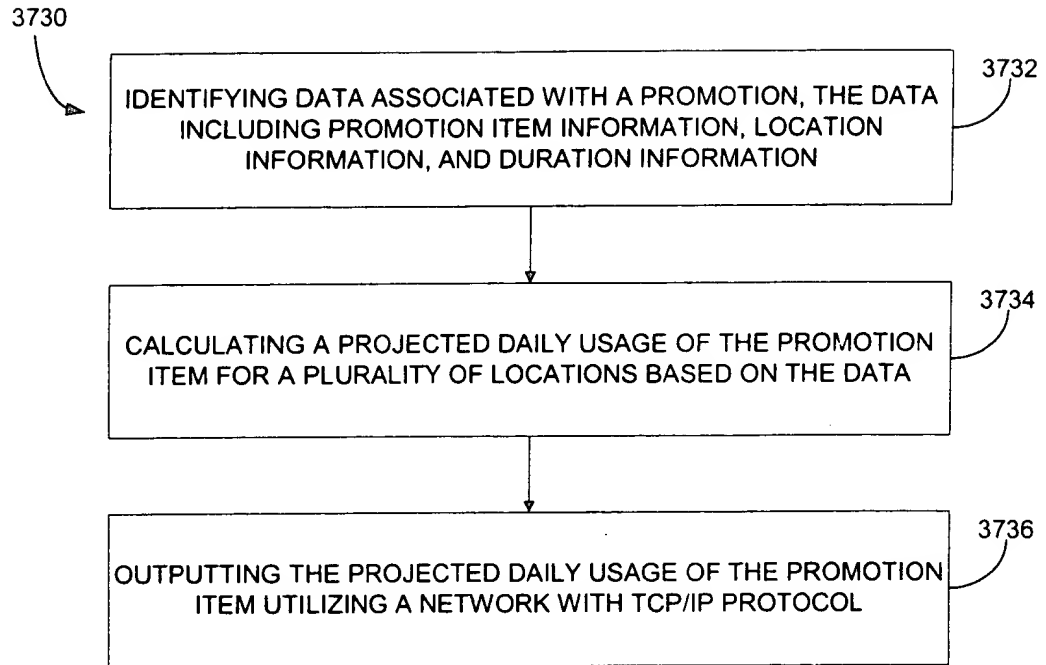 3730
3732
IDENTIFYING DATA ASSOCIATED WITH A PROMOTION, THE DATA
INCLUDING PROMOTION ITEM INFORMATION, LOCATION
INFORMATION, AND DURATION INFORMATION
3734
CALCULATING A PROJECTED DAILY USAGE OF THE PROMOTION
ITEM FOR A PLURALITY OF LOCATIONS BASED ON THE DATA
3736
OUTPUTTING THE PROJECTED DAILY USAGE OF THE PROMOTION
ITEM UTILIZING A NETWORK WITH TCP/IP PROTOCOL